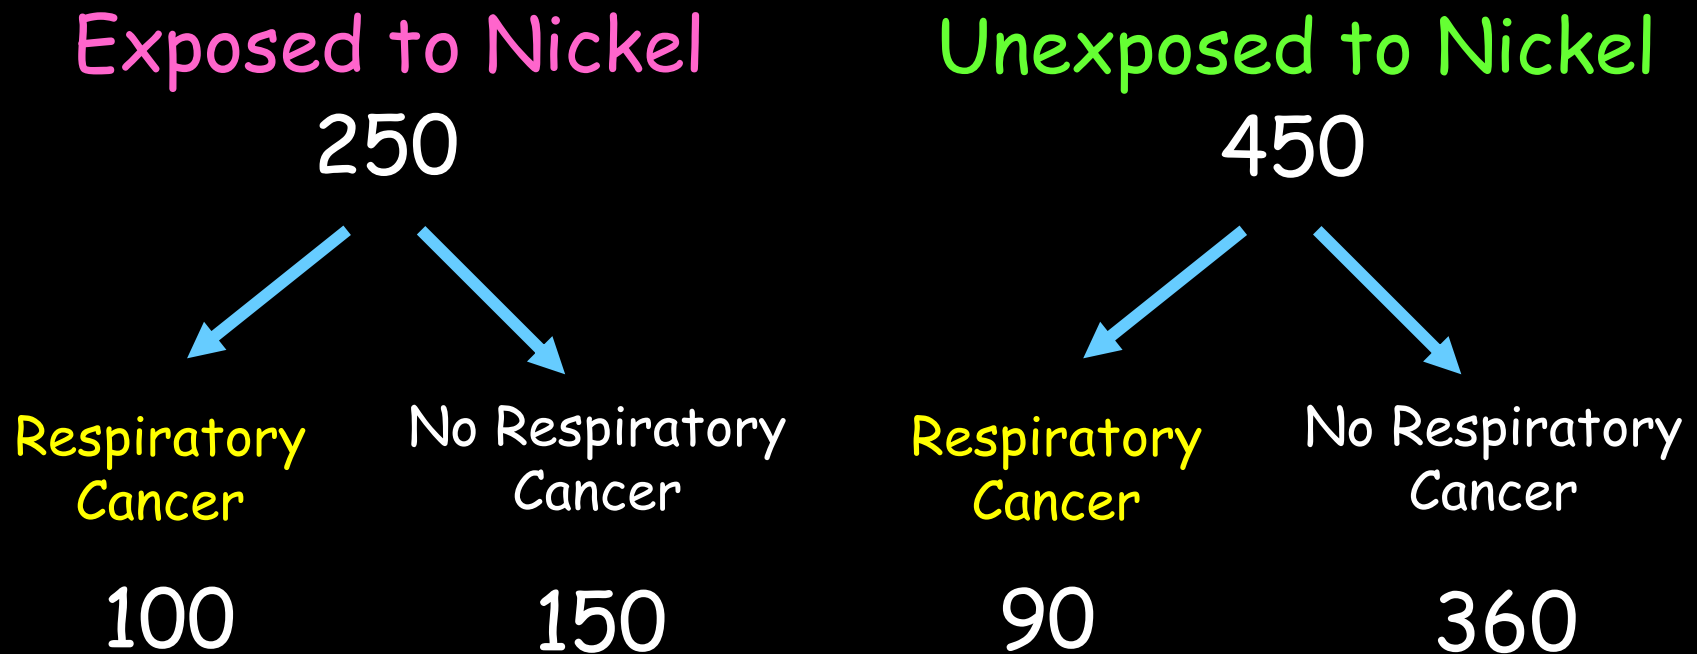 Exposed to Nickel
250
Respiratory
Cancer
100
No Respiratory
Cancer
150
Unexposed to Nickel
450
Respiratory
Cancer
90
No Respiratory
Cancer
360